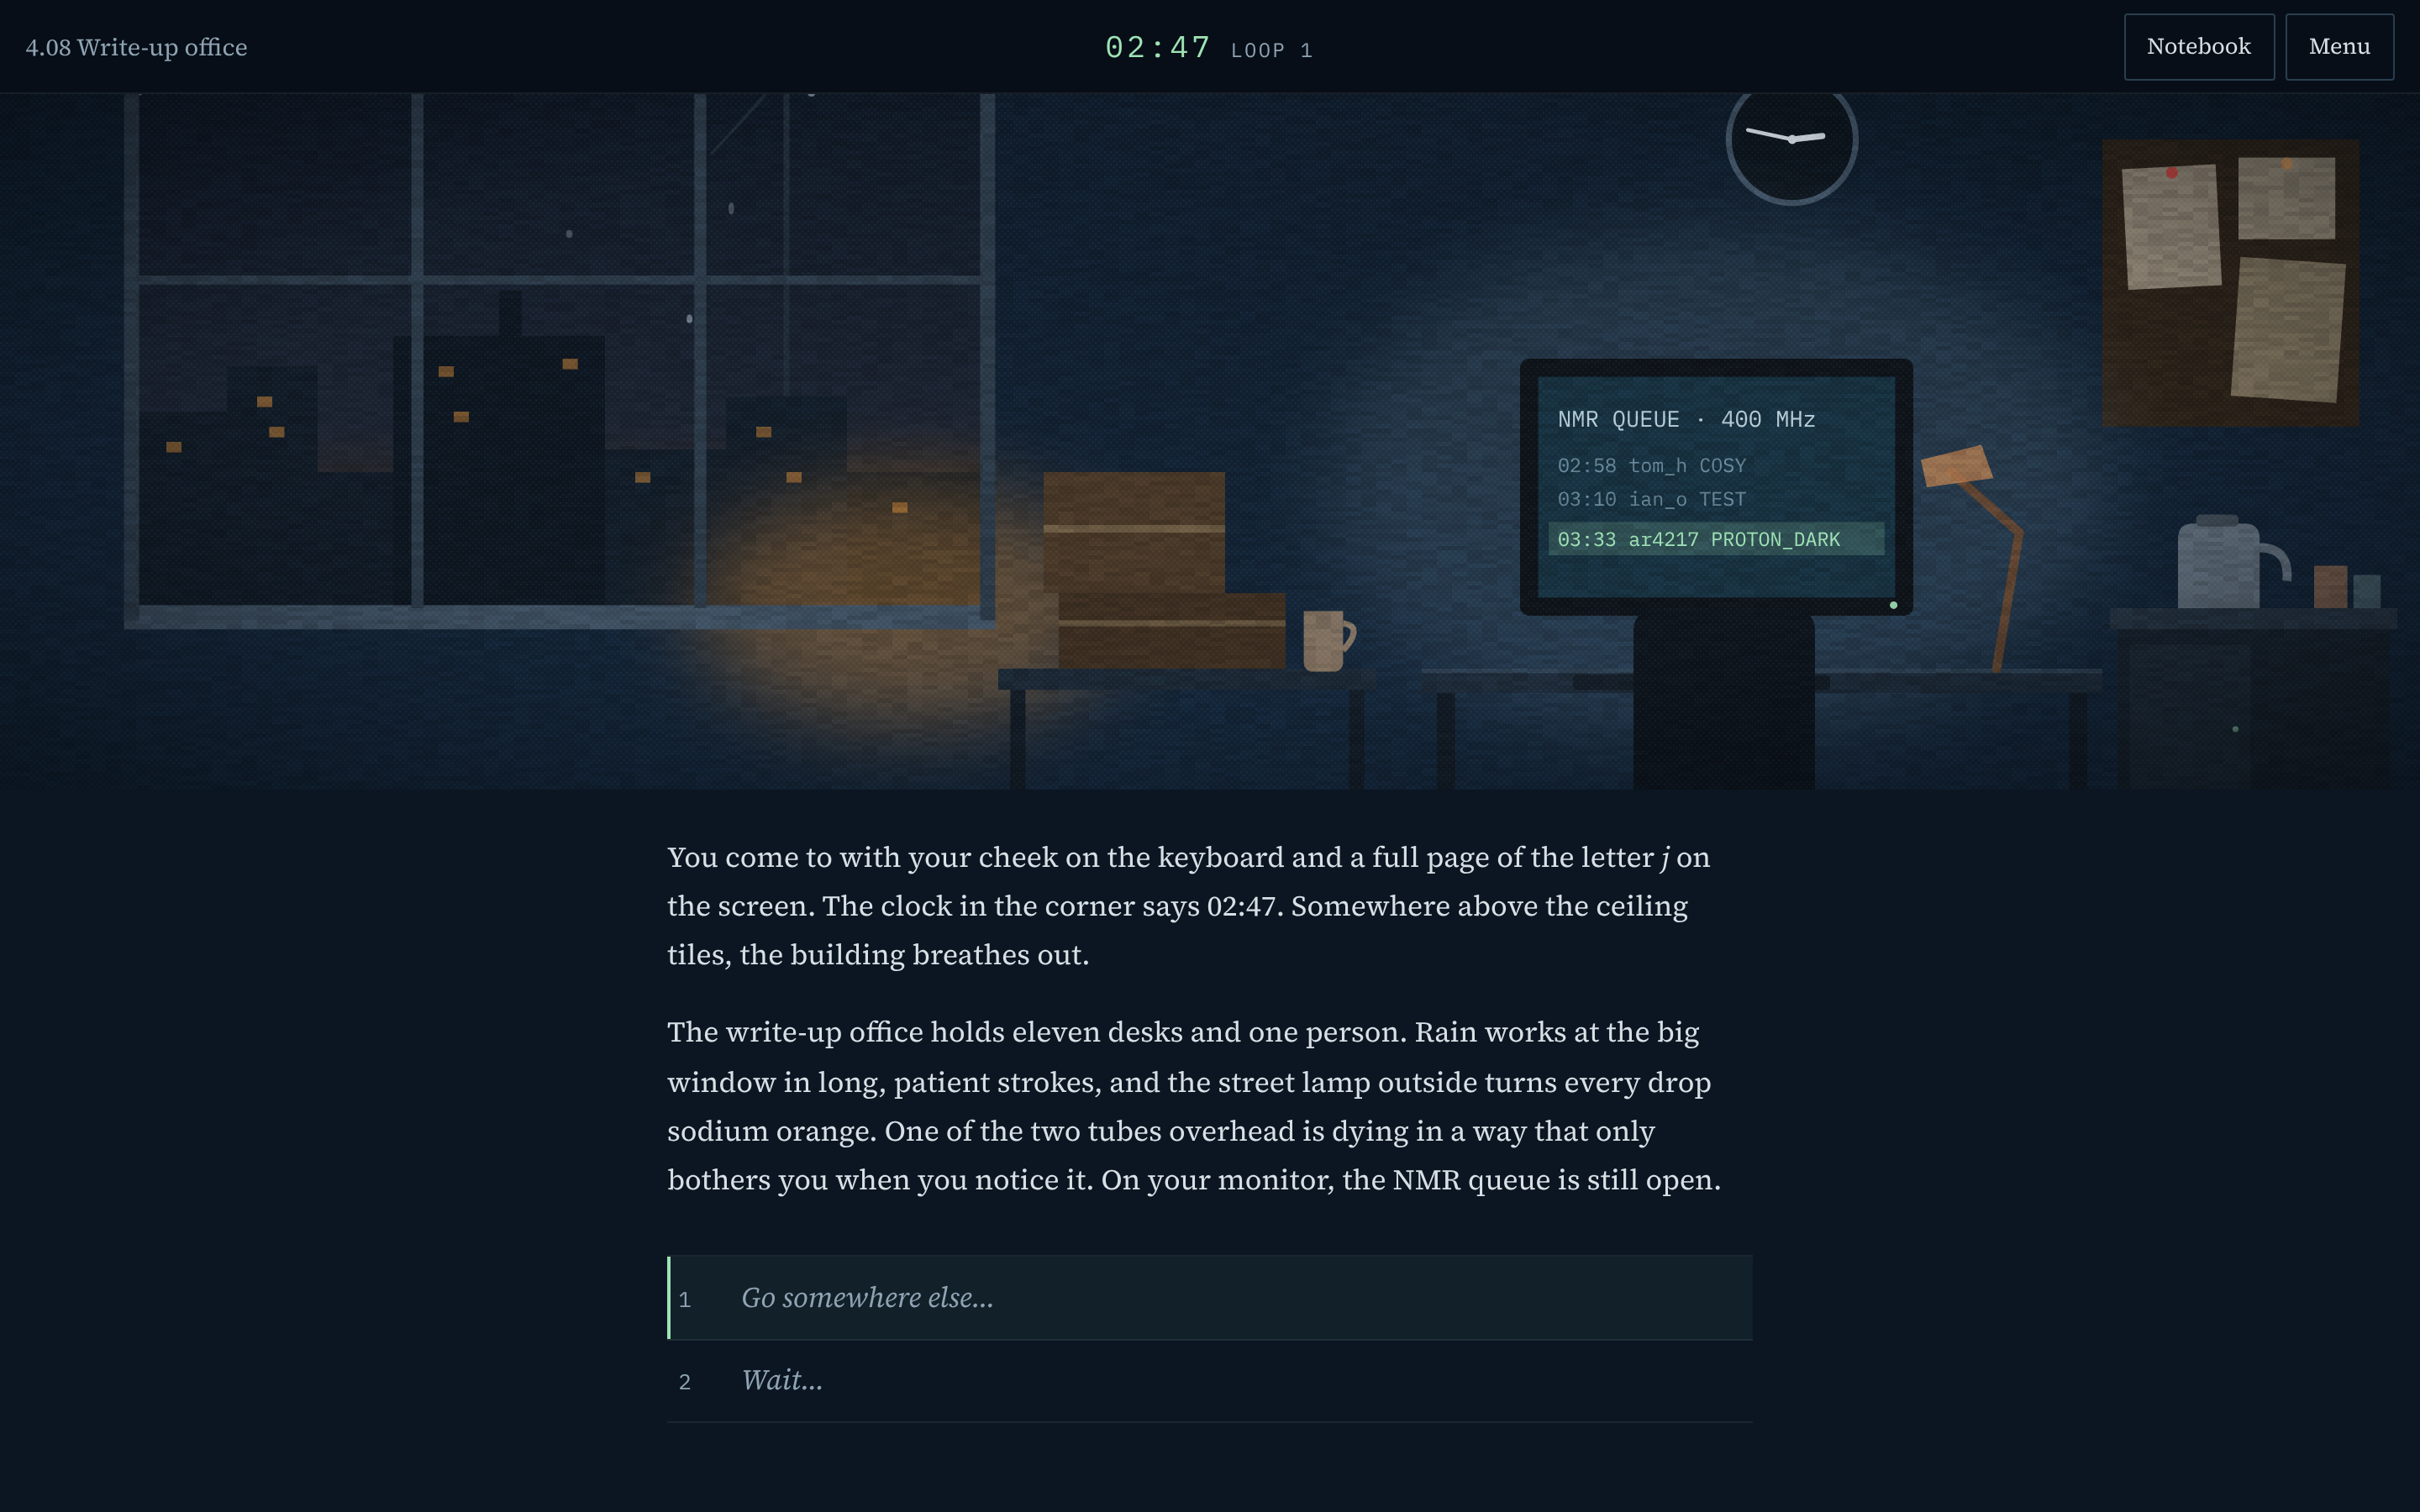 4.08 Write-up office
02:47 LOOP 1
Notebook
Menu
NMR QUEUE · 400 MHz
02:58 tom_h COSY
03:10 ian_o TEST
03:33 ar4217 PROTON_DARK
You come to with your cheek on the keyboard and a full page of the letter j on
the screen. The clock in the corner says 02:47. Somewhere above the ceiling
tiles, the building breathes out.
The write-up office holds eleven desks and one person. Rain works at the big
window in long, patient strokes, and the street lamp outside turns every drop
sodium orange. One of the two tubes overhead is dying in a way that only
bothers you when you notice it. On your monitor, the NMR queue is still open.
1 Go somewhere else...
2 Wait...